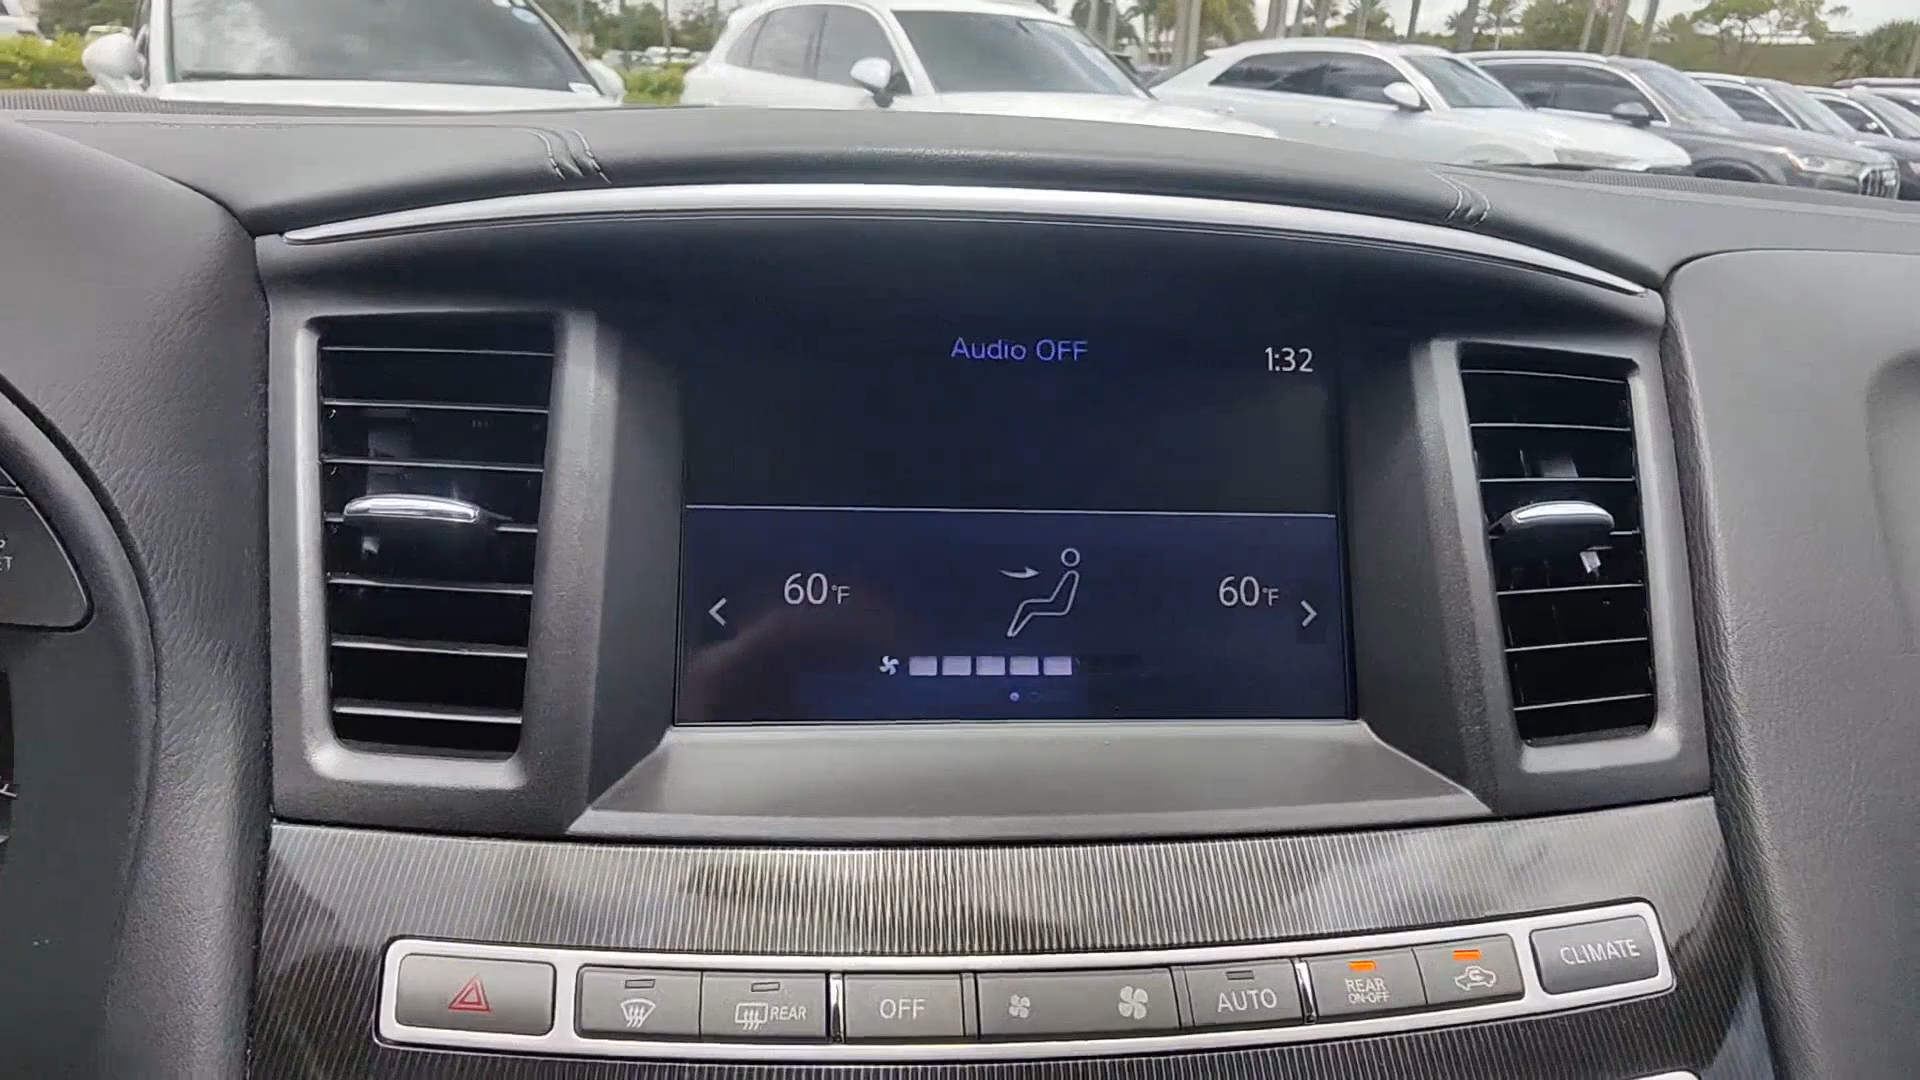 Audio OFF
1:32
60°F
60°F
REAR
OFF
AUTO
REAR
ON·OFF
CLIMATE